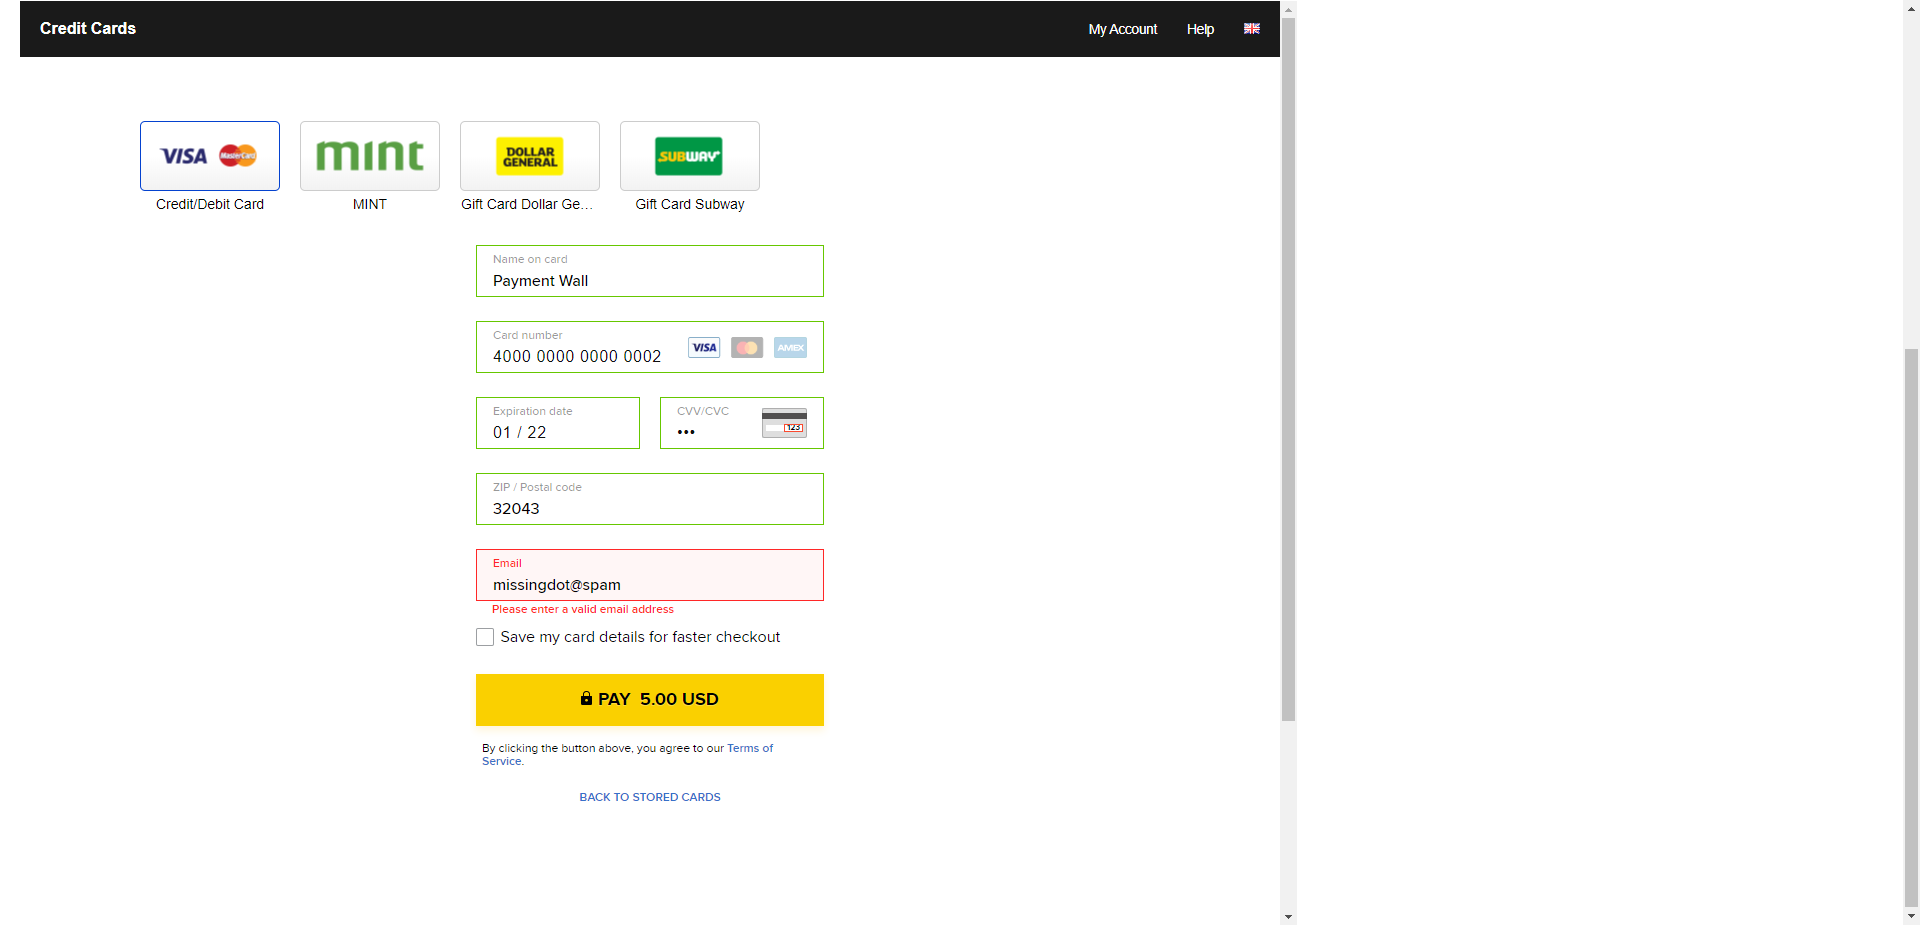 Credit Cards
My Account Help
VISA MasterCard
mint
DOLLAR
GENERAL
SUBWAY
Credit/Debit Card
MINT
Gift Card Dollar Ge...
Gift Card Subway
Name on card
Payment Wall
Card number
4000 0000 0000 0002
VISA
AMEX
Expiration date
01 / 22
CVV/CVC
•••
123
ZIP / Postal code
32043
Email
missingdot@spam
Please enter a valid email address
Save my card details for faster checkout
PAY 5.00 USD
By clicking the button above, you agree to our Terms of
Service.
BACK TO STORED CARDS